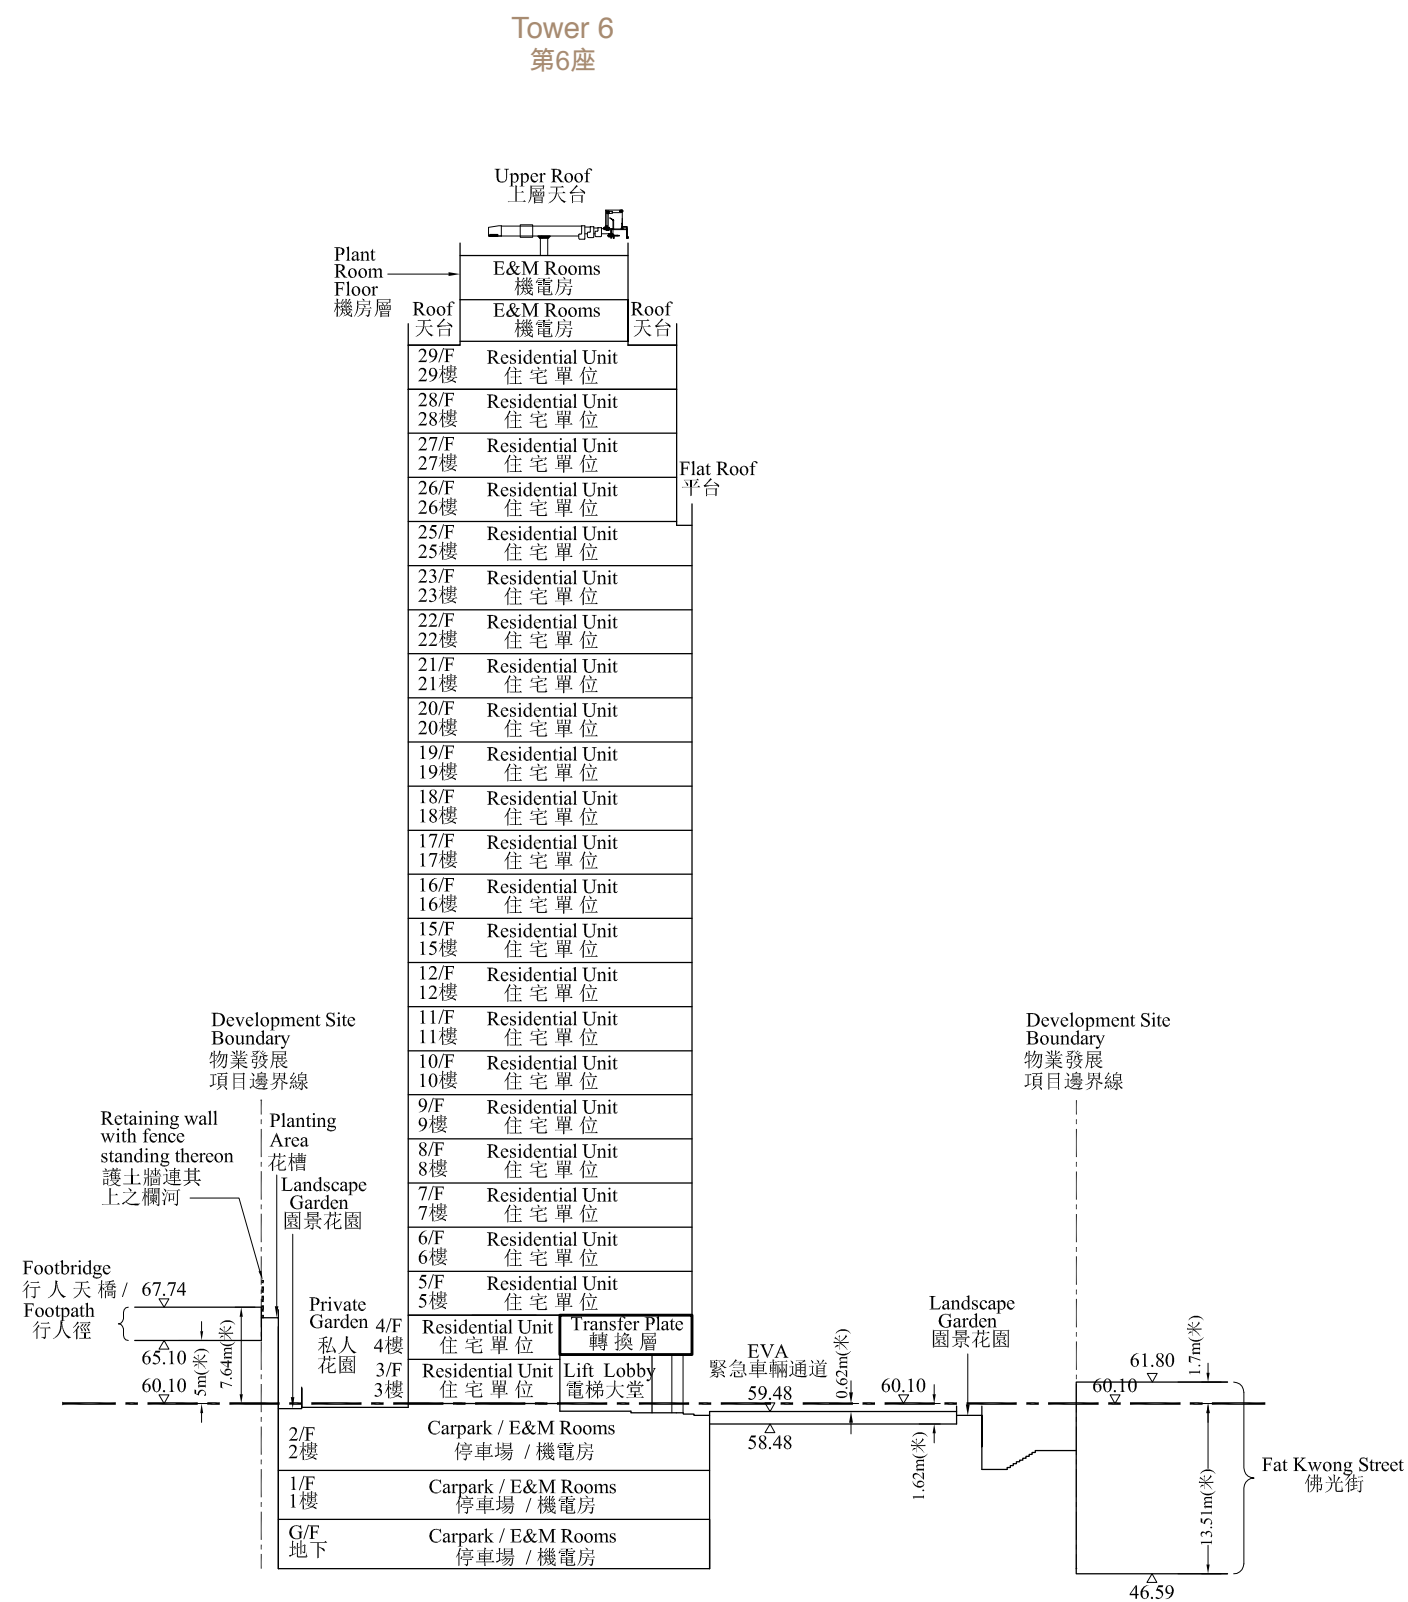 Tower 6
第6座
Upper Roof
上層天台
Plant
Room
Floor
機房層
E&M Rooms
機電房
Roof
天台
E&M Rooms
機電房
Roof
天台
29/F Residential Unit
29樓 住宅單位
28/F Residential Unit
28樓 住宅單位
27/F Residential Unit
27樓 住宅單位
Flat Roof
平台
26/F Residential Unit
26樓 住宅單位
25/F Residential Unit
25樓 住宅單位
23/F Residential Unit
23樓 住宅單位
22/F Residential Unit
22樓 住宅單位
21/F Residential Unit
21樓 住宅單位
20/F Residential Unit
20樓 住宅單位
19/F Residential Unit
19樓 住宅單位
18/F Residential Unit
18樓 住宅單位
17/F Residential Unit
17樓 住宅單位
16/F Residential Unit
16樓 住宅單位
15/F Residential Unit
15樓 住宅單位
12/F Residential Unit
12樓 住宅單位
11/F Residential Unit
11樓 住宅單位
10/F Residential Unit
10樓 住宅單位
9/F Residential Unit
9樓 住宅單位
8/F Residential Unit
8樓 住宅單位
7/F Residential Unit
7樓 住宅單位
6/F Residential Unit
6樓 住宅單位
5/F Residential Unit
5樓 住宅單位
4/F Residential Unit
4樓 住宅單位
Transfer Plate
轉換層
3/F Residential Unit
3樓 住宅單位
Lift Lobby
電梯大堂
2/F Carpark / E&M Rooms
2樓 停車場 / 機電房
1/F Carpark / E&M Rooms
1樓 停車場 / 機電房
G/F Carpark / E&M Rooms
地下 停車場 / 機電房
Development Site
Boundary
物業發展
項目邊界線
Retaining wall
with fence
standing thereon
護土牆連其
上之欄河
Planting
Area
花槽
Landscape
Garden
園景花園
Footbridge
行人天橋/
Footpath
行人徑
67.74
65.10
60.10
5m(米)
7.64m(米)
Private
Garden
私人
花園
EVA
緊急車輛通道
59.48
58.48
0.62m(米)
60.10
1.62m(米)
Landscape
Garden
園景花園
Development Site
Boundary
物業發展
項目邊界線
61.80
60.10
1.7m(米)
13.51m(米)
46.59
Fat Kwong Street
佛光街